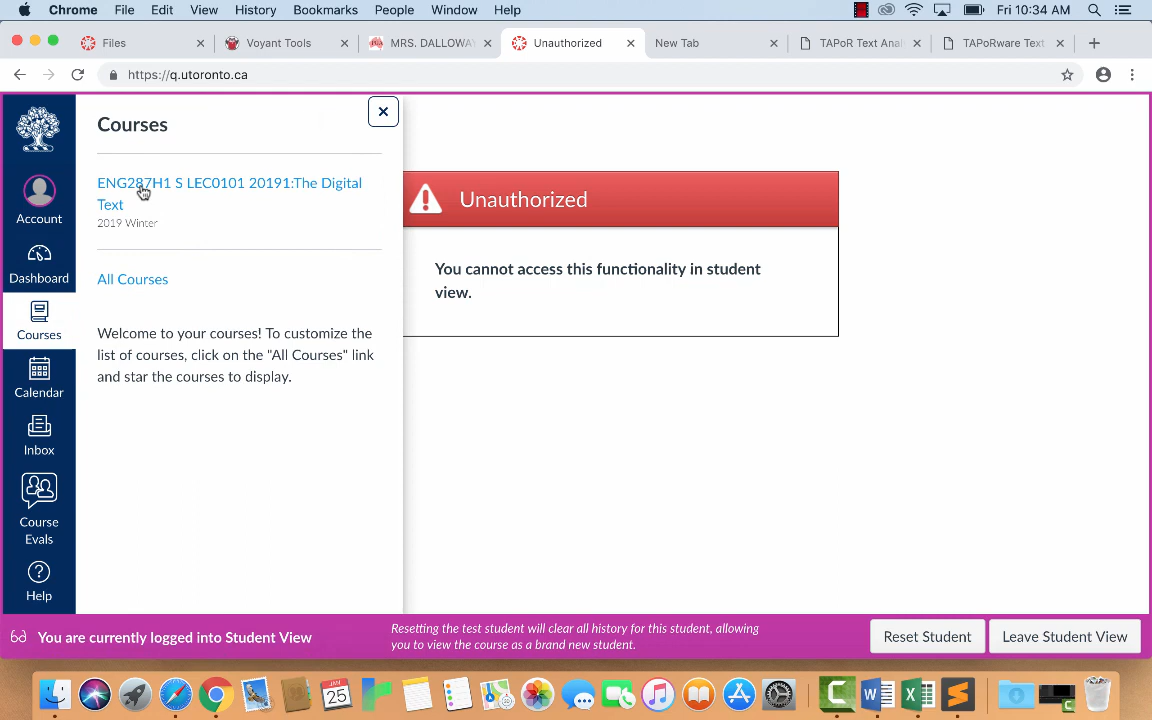 Chrome File Edit View History Bookmarks People Window Help Fri 10:34 AM
Files Voyant Tools MRS. DALLOWAY Unauthorized New Tab TAPoR Text Anal TAPoRware Text
https://q.utoronto.ca
Courses
ENG287H1 S LEC0101 20191:The Digital
Text
2019 Winter
All Courses
Welcome to your courses! To customize the
list of courses, click on the "All Courses" link
and star the courses to display.
Account
Dashboard
Courses
Calendar
Inbox
Course
Evals
Help
Unauthorized
You cannot access this functionality in student
view.
You are currently logged into Student View
Resetting the test student will clear all history for this student, allowing
you to view the course as a brand new student.
Reset Student
Leave Student View
JAN
25